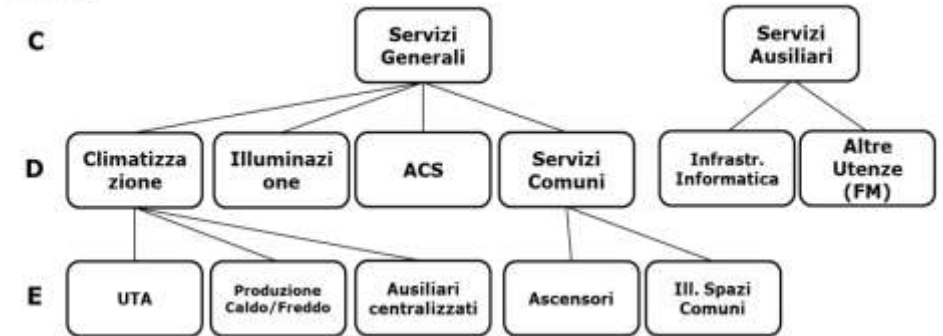 C
Servizi
Generali
Servizi
Ausiliari
D
Climatizza
zione
Illuminazi
one
ACS
Servizi
Comuni
Infrastr.
Informatica
Altre
Utenze
(FM)
E
UTA
Produzione
Caldo/Freddo
Ausiliari
centralizzati
Ascensori
Ill. Spazi
Comuni